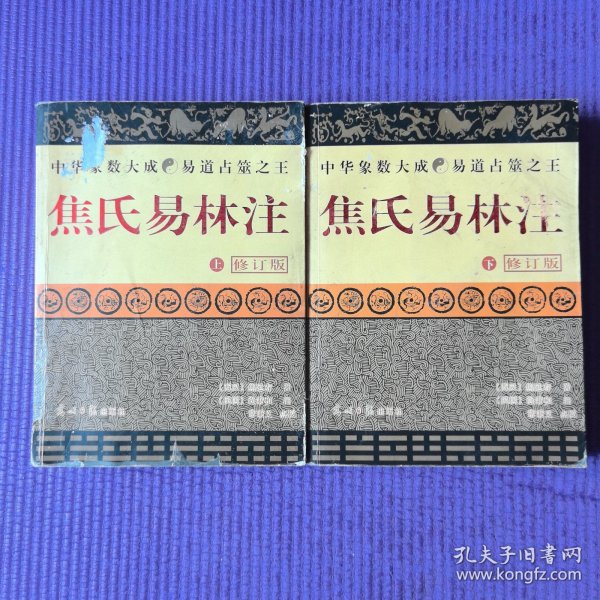 中华象数大成 易道占筮之王
焦氏易林注
上 修订版
中华象数大成 易道占筮之王
焦氏易林注
下 修订版
孔夫子旧书网
www.kongfz.com